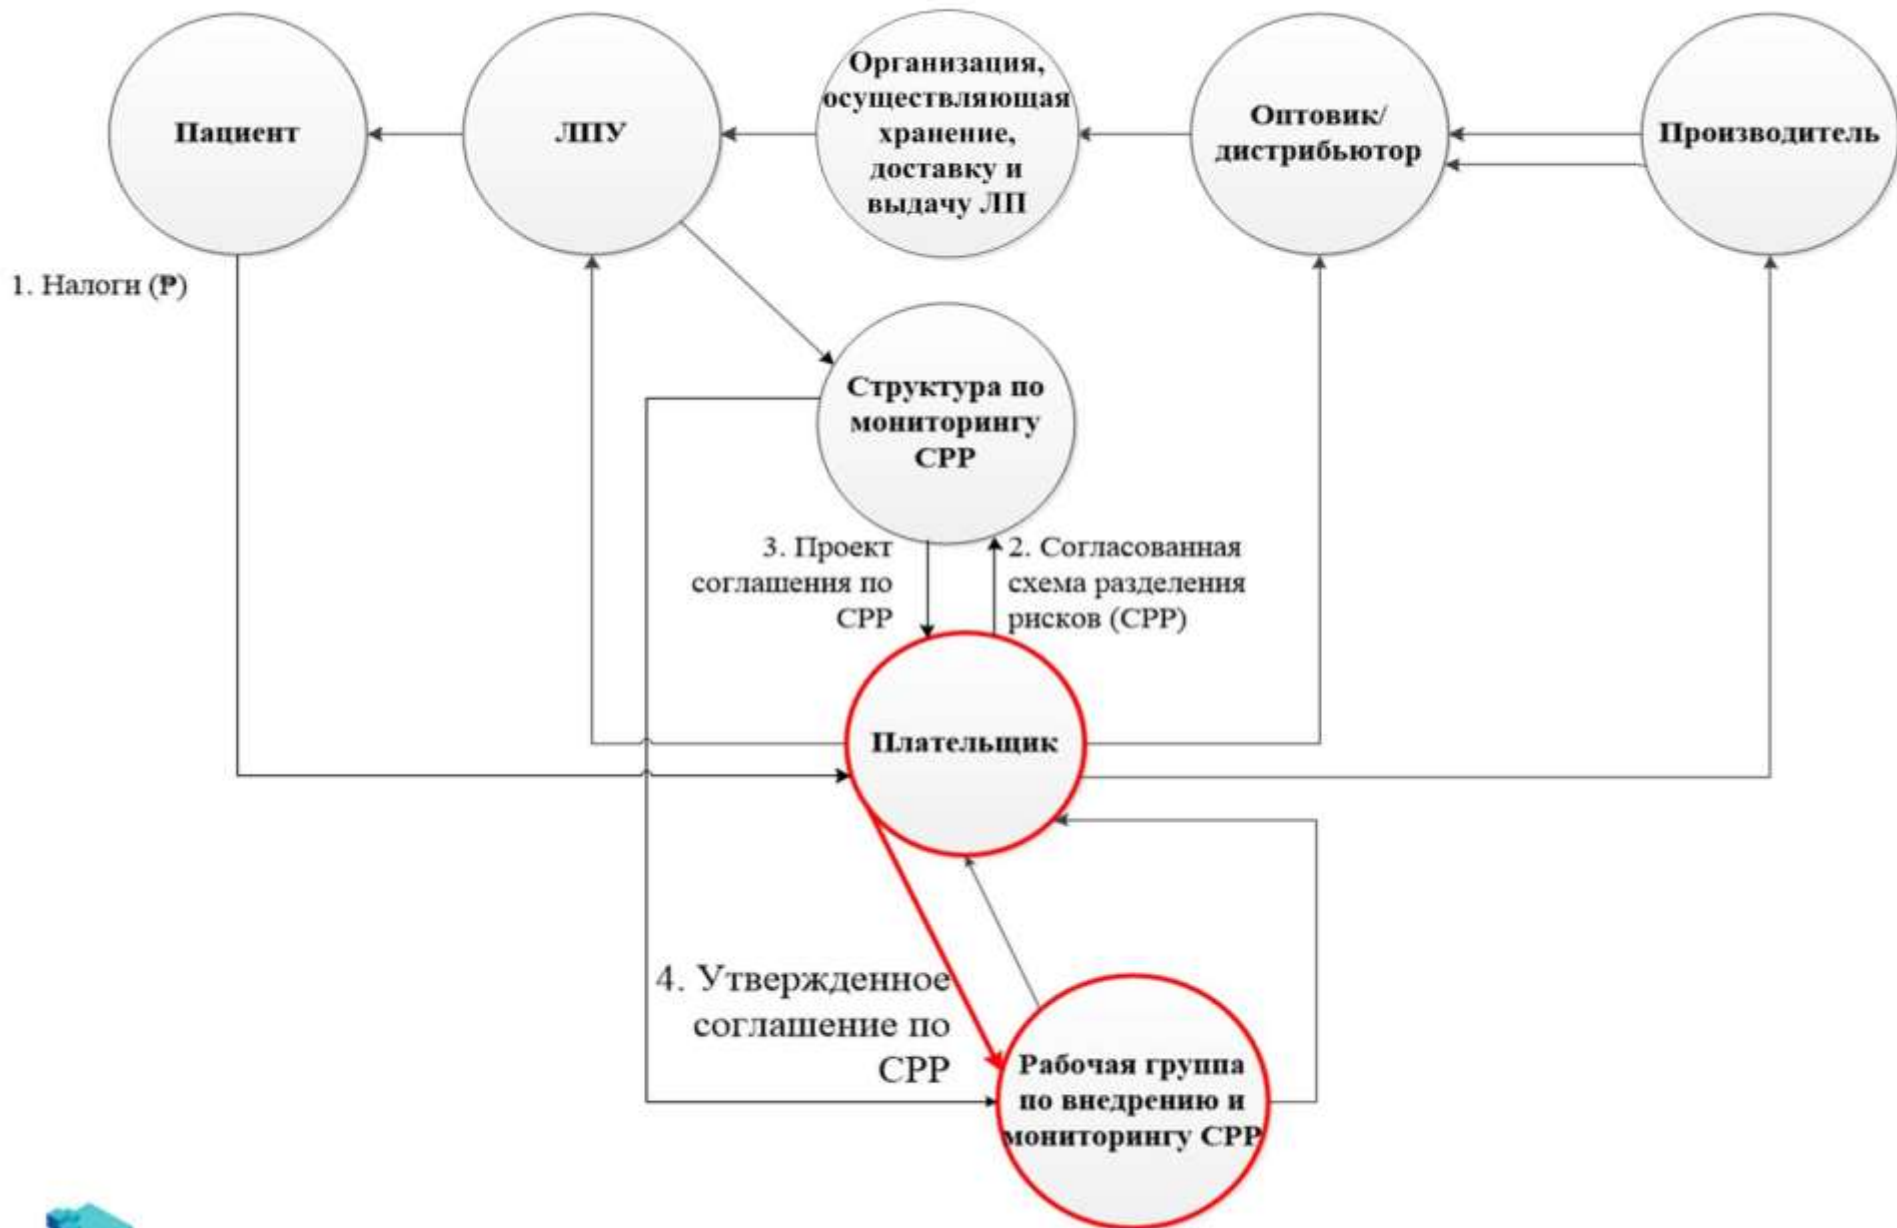 Пациент
ЛПУ
Организация,
осуществляющая
хранение,
доставку и
выдачу ЛП
Оптовик/
дистрибьютор
Производитель
1. Налоги (₽)
Структура по
мониторингу
СРР
3. Проект
соглашения по
СРР
2. Согласованная
схема разделения
рисков (СРР)
Плательщик
4. Утвержденное
соглашение по
СРР
Рабочая группа
по внедрению и
мониторингу СРР